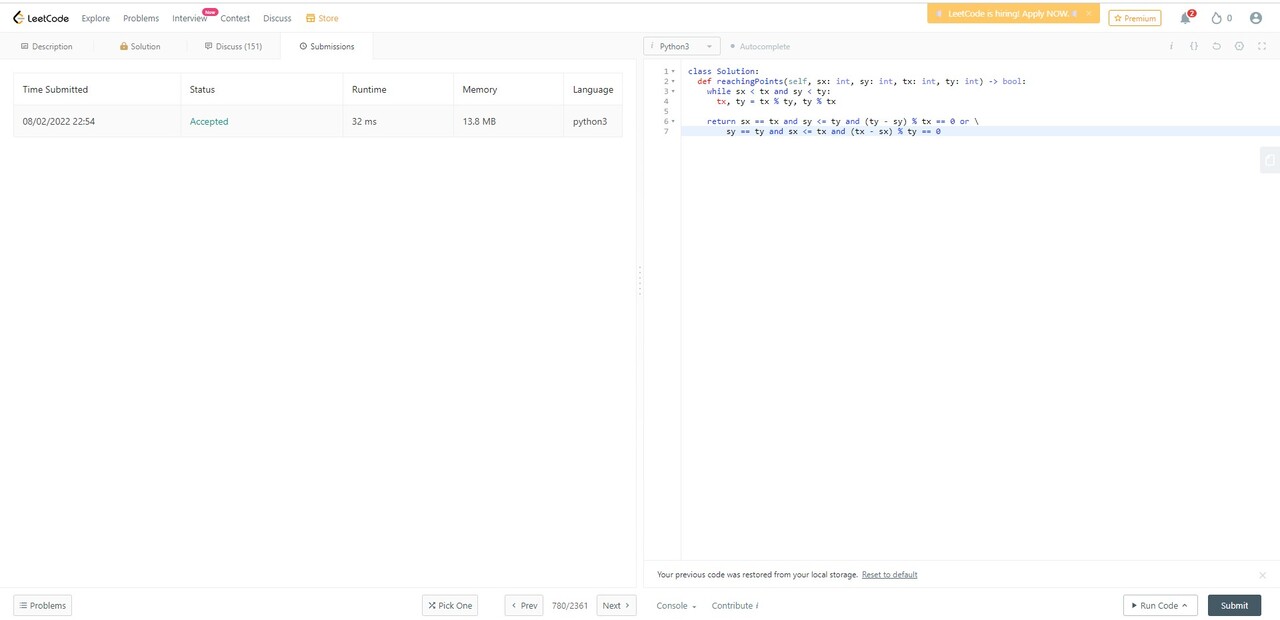 LeetCode Explore Problems Interview New Contest Discuss Store LeetCode is hiring! Apply NOW. × Premium 2 0
Description Solution Discuss (151) Submissions
Time Submitted Status Runtime Memory Language
08/02/2022 22:54 Accepted 32 ms 13.8 MB python3
i Python3 Autocomplete i {}
1 class Solution:
2 def reachingPoints(self, sx: int, sy: int, tx: int, ty: int) -> bool:
3 while sx < tx and sy < ty:
4 tx, ty = tx % ty, ty % tx
5
6 return sx == tx and sy <= ty and (ty - sy) % tx == 0 or \
7 sy == ty and sx <= tx and (tx - sx) % ty == 0
Your previous code was restored from your local storage. Reset to default ×
Problems Pick One < Prev 780/2361 Next > Console Contribute i Run Code Submit